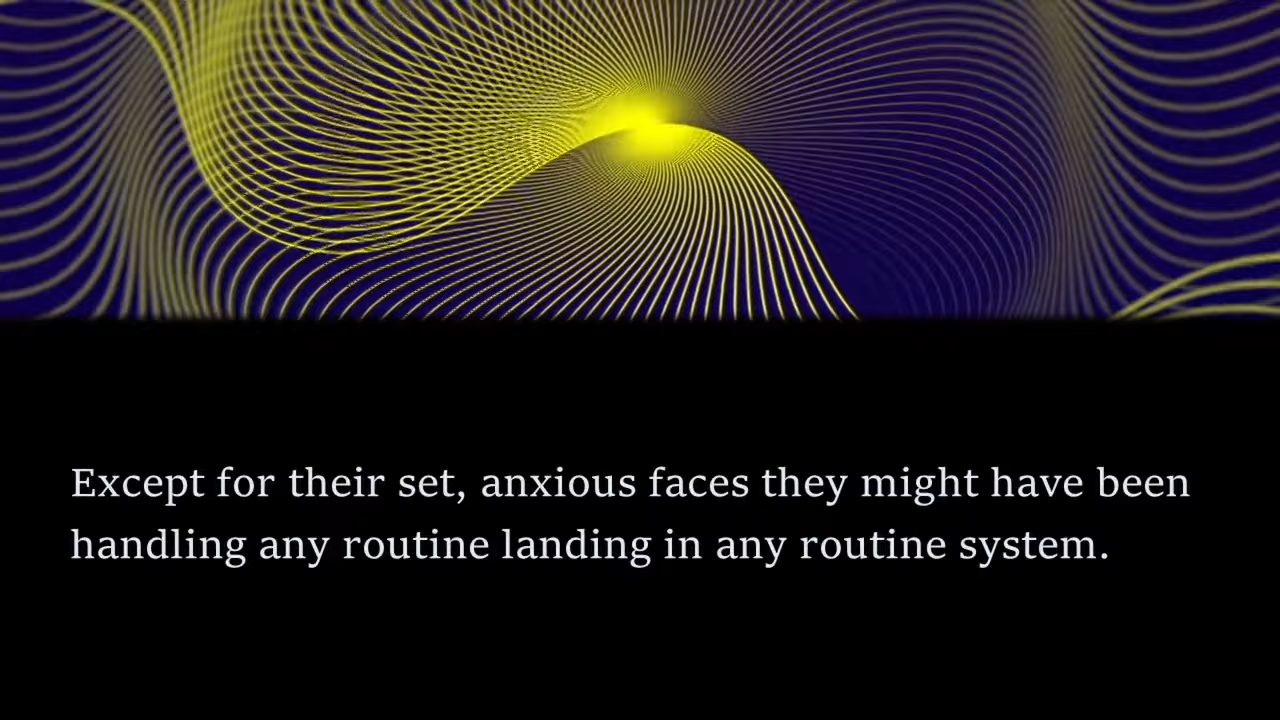 Except for their set, anxious faces they might have been
handling any routine landing in any routine system.